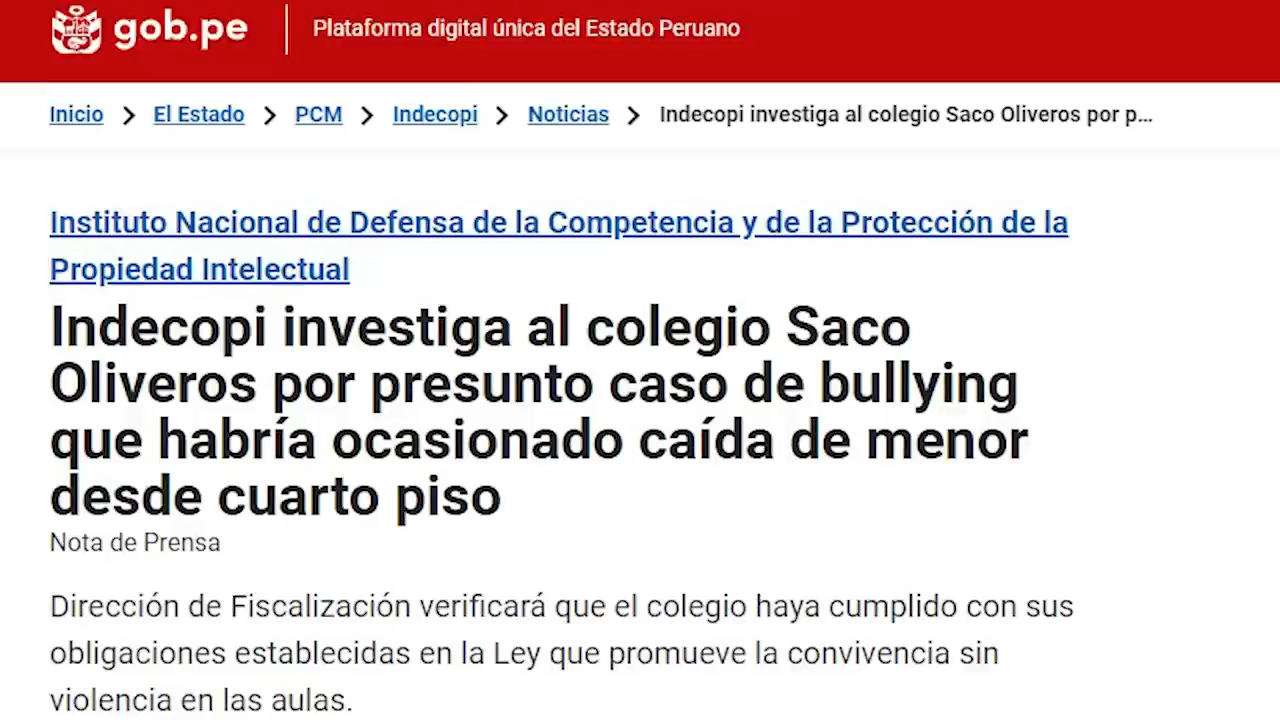 gob.pe
Plataforma digital única del Estado Peruano
Inicio > El Estado > PCM > Indecopi > Noticias > Indecopi investiga al colegio Saco Oliveros por p...
Instituto Nacional de Defensa de la Competencia y de la Protección de la
Propiedad Intelectual
Indecopi investiga al colegio Saco
Oliveros por presunto caso de bullying
que habría ocasionado caída de menor
desde cuarto piso
Nota de Prensa
Dirección de Fiscalización verificará que el colegio haya cumplido con sus
obligaciones establecidas en la Ley que promueve la convivencia sin
violencia en las aulas.